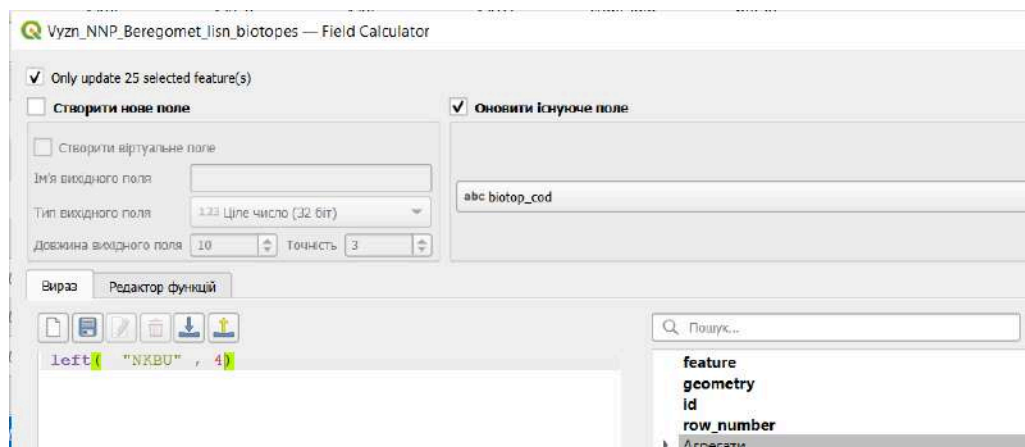 Vyzn_NNP_Beregomet_lisn_biotopes — Field Calculator
Only update 25 selected feature(s)
Створити нове поле
Оновити існуюче поле
Створити віртуальне поле
Ім'я вихідного поля
abc biotop_cod
Тип вихідного поля
123 Ціле число (32 біт)
Довжина вихідного поля
10
Точність
3
Вираз
Редактор функцій
Пошук...
left( "NKBU" , 4)
feature
geometry
id
row_number
Агрегати